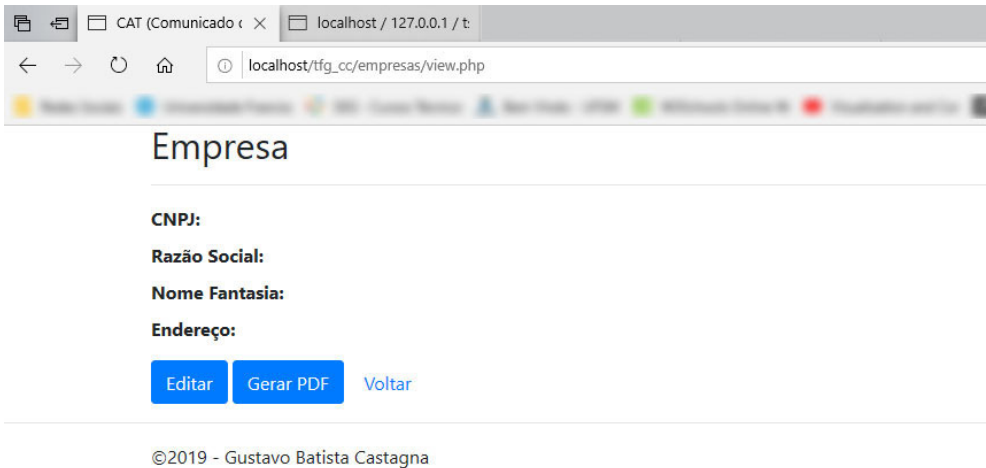 CAT (Comunicado
localhost / 127.0.0.1 / t
localhost/tfg_cc/empresas/view.php
Empresa
CNPJ:
Razão Social:
Nome Fantasia:
Endereço:
Editar Gerar PDF Voltar
©2019 - Gustavo Batista Castagna